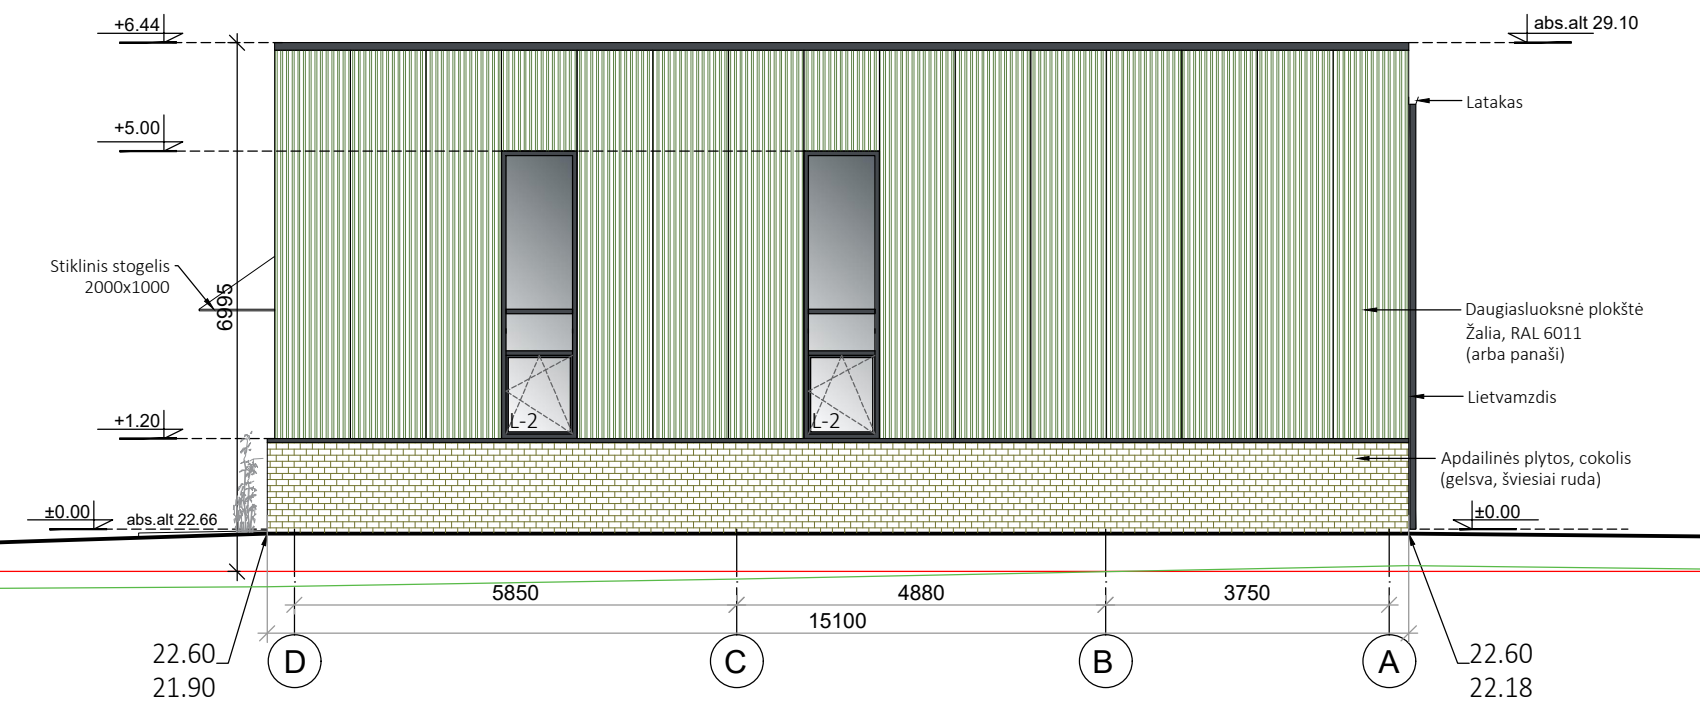 +6.44
abs.alt 29.10
Latakas
+5.00
Stiklinis stogelis
2000x1000
6995
Daugiasluoksnė plokštė
Žalia, RAL 6011
(arba panaši)
Lietvamzdis
L-2
L-2
+1.20
Apdailinės plytos, cokolis
(gelsva, šviesiai ruda)
±0.00
abs.alt 22.66
±0.00
5850
4880
3750
15100
22.60
21.90
D
C
B
A
22.60
22.18